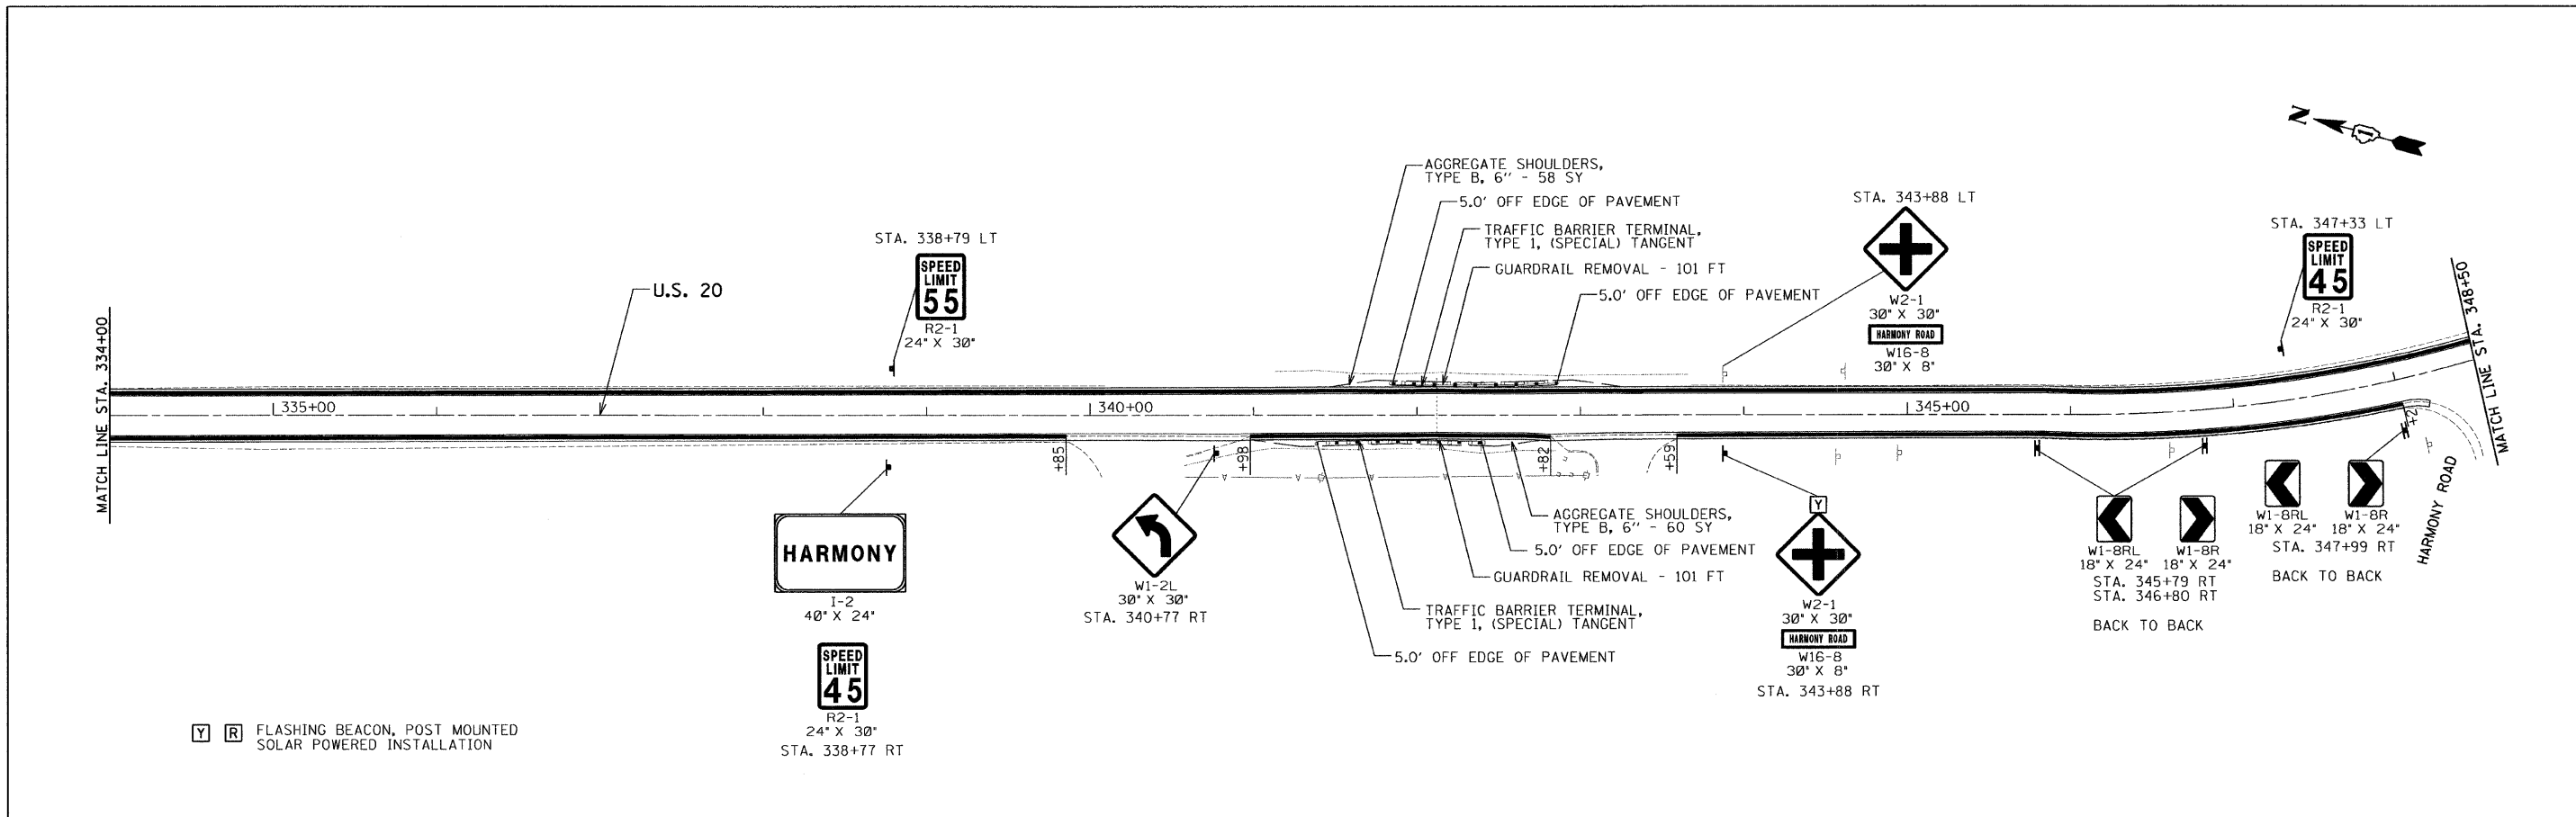 N
AGGREGATE SHOULDERS,
TYPE B, 6" - 58 SY
5.0' OFF EDGE OF PAVEMENT
TRAFFIC BARRIER TERMINAL,
TYPE 1, (SPECIAL) TANGENT
GUARDRAIL REMOVAL - 101 FT
5.0' OFF EDGE OF PAVEMENT
STA. 338+79 LT
SPEED
LIMIT
55
R2-1
24" X 30"
U.S. 20
STA. 343+88 LT
W2-1
30" X 30"
HARMONY ROAD
W16-8
30" X 8"
STA. 347+33 LT
SPEED
LIMIT
45
R2-1
24" X 30"
MATCH LINE STA. 334+00
MATCH LINE STA. 348+50
335+00
340+00
345+00
+85
+98
+82
+59
+72
HARMONY
I-2
40" X 24"
SPEED
LIMIT
45
R2-1
24" X 30"
STA. 338+77 RT
W1-2L
30" X 30"
STA. 340+77 RT
AGGREGATE SHOULDERS,
TYPE B, 6" - 60 SY
5.0' OFF EDGE OF PAVEMENT
GUARDRAIL REMOVAL - 101 FT
TRAFFIC BARRIER TERMINAL,
TYPE 1, (SPECIAL) TANGENT
5.0' OFF EDGE OF PAVEMENT
Y
W2-1
30" X 30"
HARMONY ROAD
W16-8
30" X 8"
STA. 343+88 RT
W1-8RL W1-8R
18" X 24" 18" X 24"
STA. 345+79 RT
STA. 346+80 RT
BACK TO BACK
W1-8RL W1-8R
18" X 24" 18" X 24"
STA. 347+99 RT
BACK TO BACK
HARMONY ROAD
Y R FLASHING BEACON, POST MOUNTED
SOLAR POWERED INSTALLATION